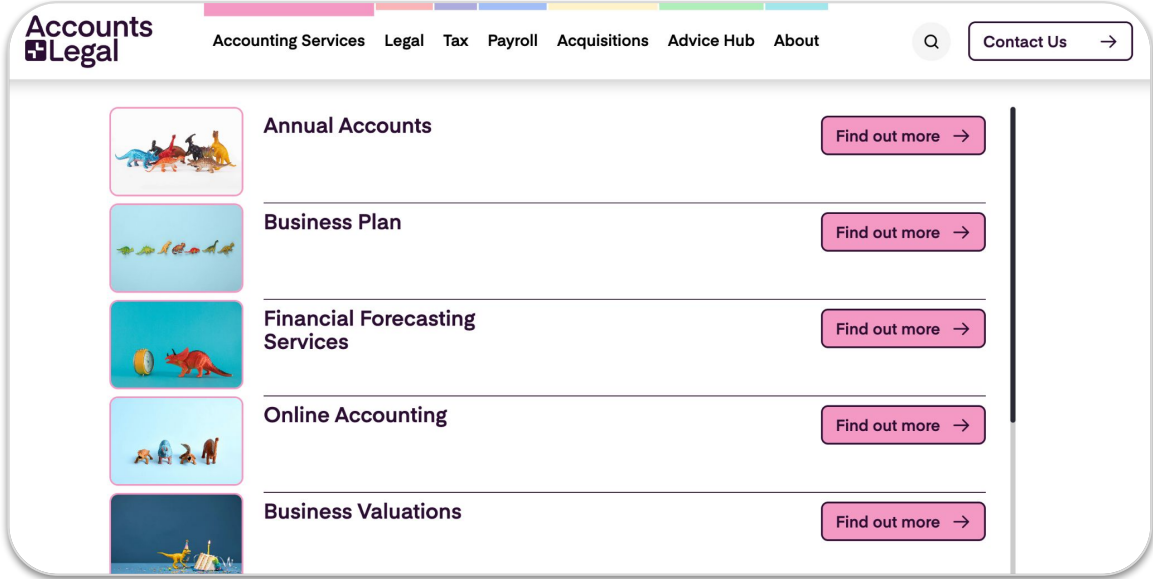 Accounts
+Legal
Accounting Services Legal Tax Payroll Acquisitions Advice Hub About
Contact Us →
Annual Accounts
Find out more →
Business Plan
Find out more →
Financial Forecasting
Services
Find out more →
Online Accounting
Find out more →
Business Valuations
Find out more →